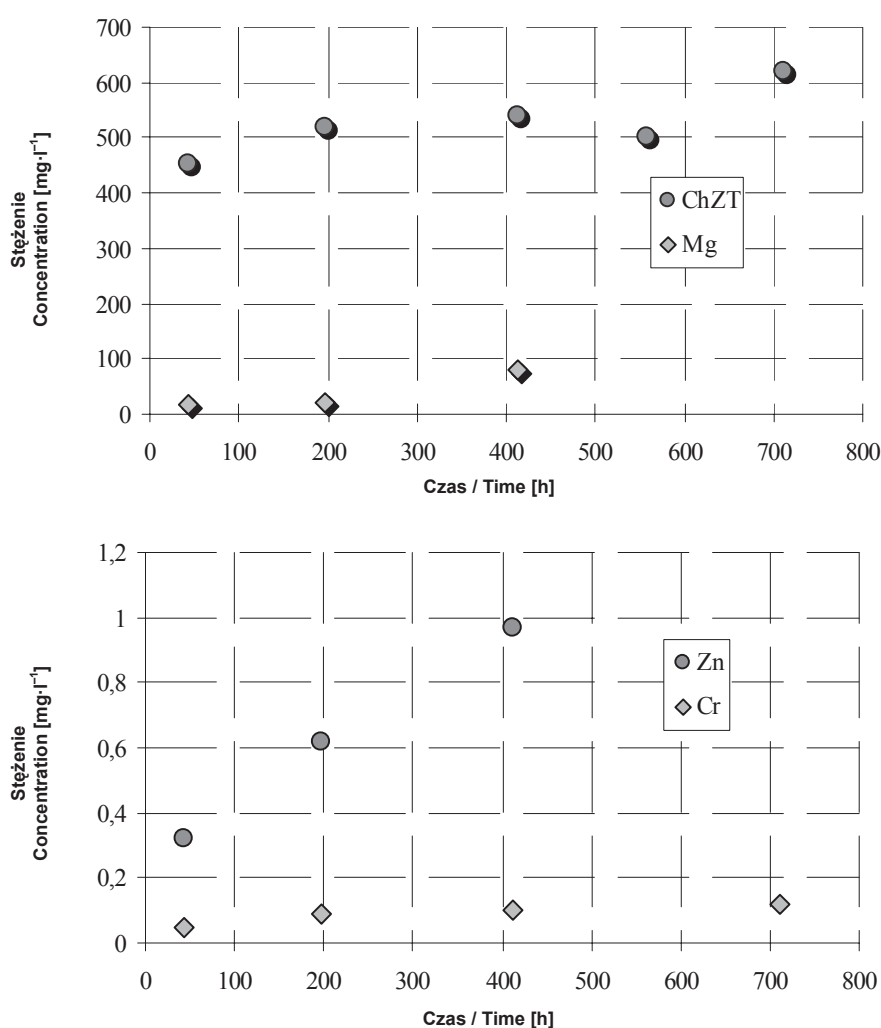 700
600
500
400
300
200
100
0
Stężenie
Concentration [mg·l⁻¹]
ChZT
Mg
0 100 200 300 400 500 600 700 800
Czas / Time [h]
1,2
1
0,8
0,6
0,4
0,2
0
Stężenie
Concentration [mg·l⁻¹]
Zn
Cr
0 100 200 300 400 500 600 700 800
Czas / Time [h]